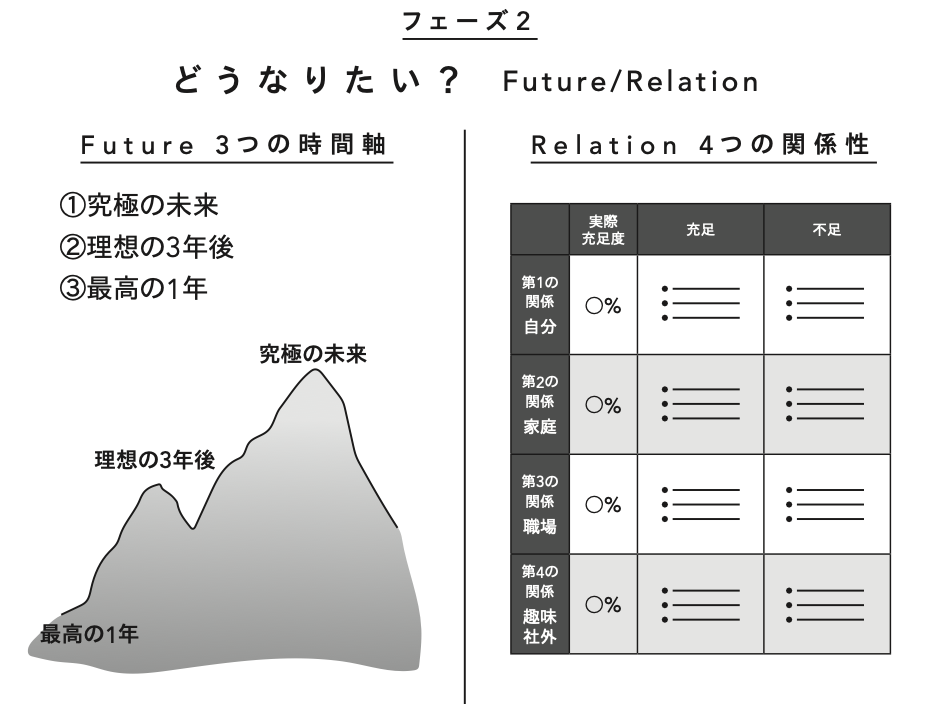 フェーズ2
どうなりたい？ Future/Relation
Future 3つの時間軸
①究極の未来
②理想の3年後
③最高の1年
究極の未来
理想の3年後
最高の1年
Relation 4つの関係性
実際
充足度
充足
不足
第1の
関係
自分
○%
第2の
関係
家庭
○%
第3の
関係
職場
○%
第4の
関係
趣味
社外
○%